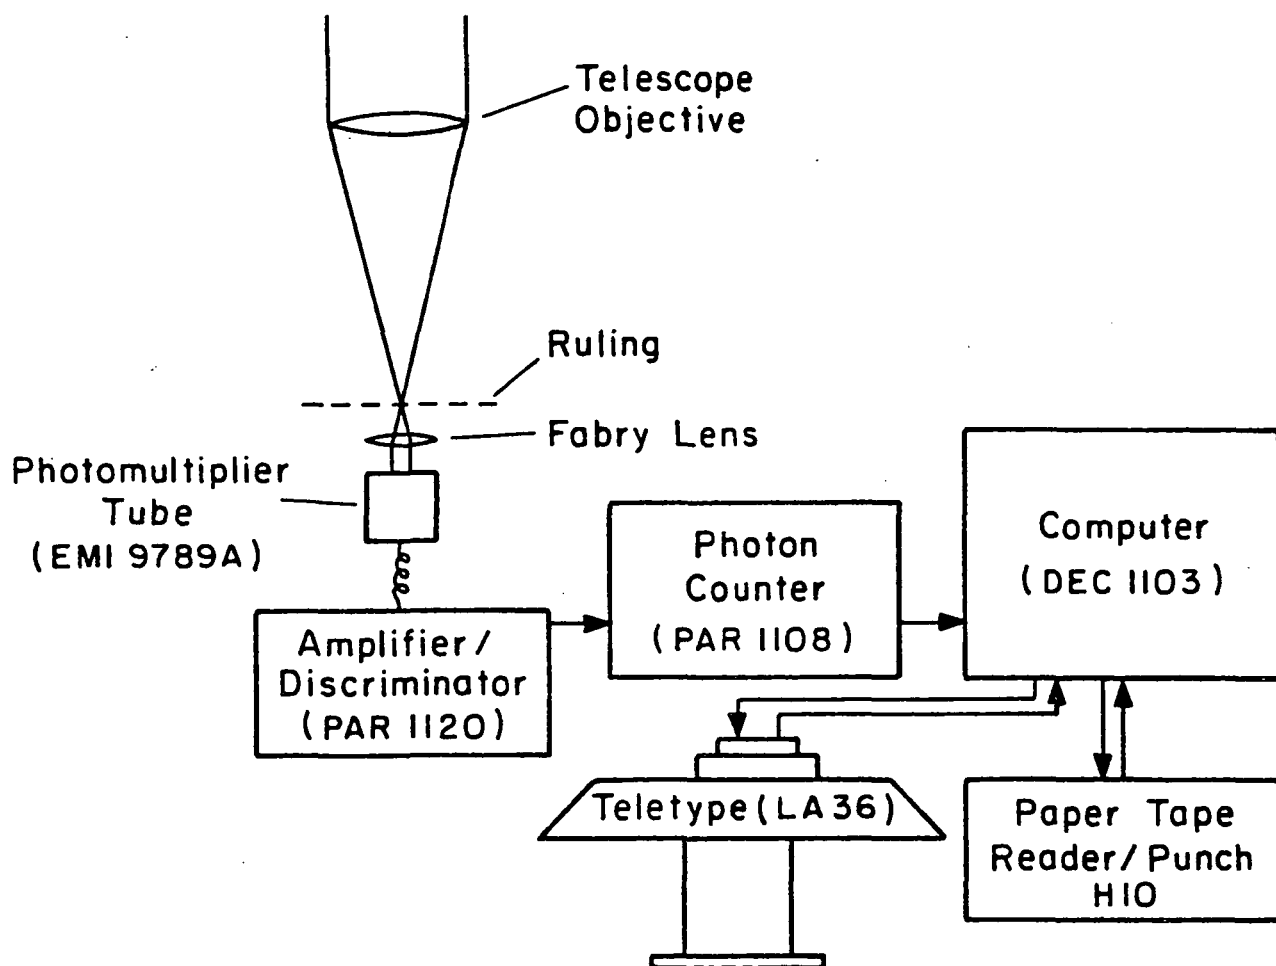 Telescope
Objective
Ruling
Fabry Lens
Photomultiplier
Tube
(EMI 9789A)
Amplifier/
Discriminator
(PAR 1120)
Photon
Counter
(PAR 1108)
Computer
(DEC 1103)
Teletype (LA36)
Paper Tape
Reader/Punch
H10